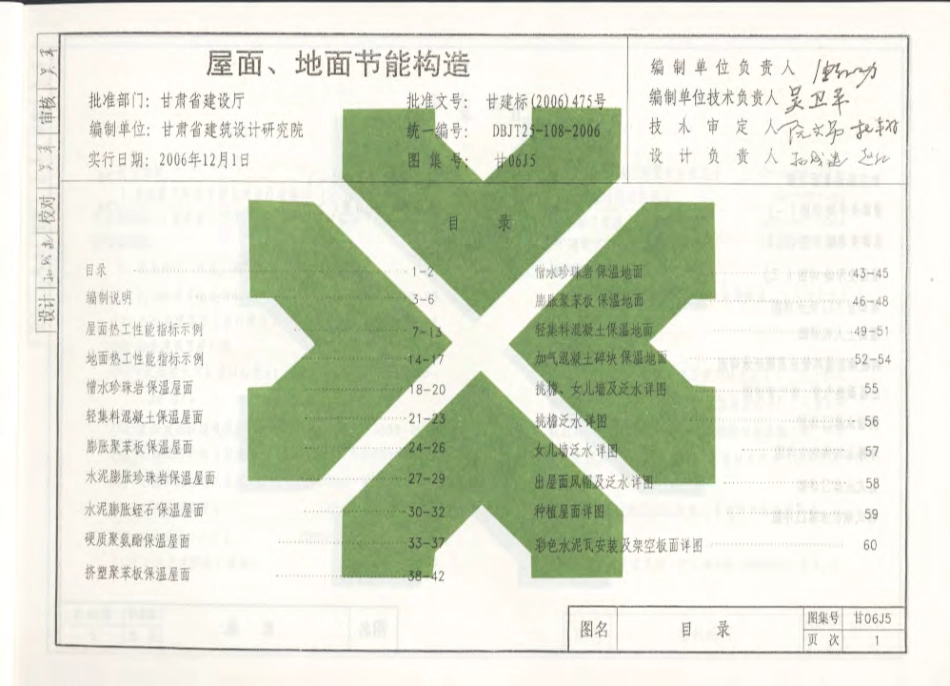 屋面、地面节能构造
批准部门：甘肃省建设厅
编制单位：甘肃省建筑设计研究院
实行日期：2006年12月1日
批准文号：甘建标(2006)475号
统一编号：DBJT25-108-2006
图集号：甘06J5
编制单位负责人
编制单位技术负责人 吴卫平
技术审定人
设计负责人
审核
校对
设计
目 录
目录 1-2
编制说明 3-6
屋面热工性能指标示例 7-13
地面热工性能指标示例 14-17
憎水珍珠岩保温屋面 18-20
轻集料混凝土保温屋面 21-23
膨胀聚苯板保温屋面 24-26
水泥膨胀珍珠岩保温屋面 27-29
水泥膨胀蛭石保温屋面 30-32
硬质聚氨酯保温屋面 33-37
挤塑聚苯板保温屋面 38-42
憎水珍珠岩保温地面 43-45
膨胀聚苯板保温地面 46-48
轻集料混凝土保温地面 49-51
加气混凝土碎块保温地面 52-54
挑檐、女儿墙及泛水详图 55
挑檐泛水详图 56
女儿墙泛水详图 57
出屋面风帽及泛水详图 58
种植屋面详图 59
彩色水泥瓦安装及架空板面详图 60
图名 目 录 图集号 甘06J5
页 次 1